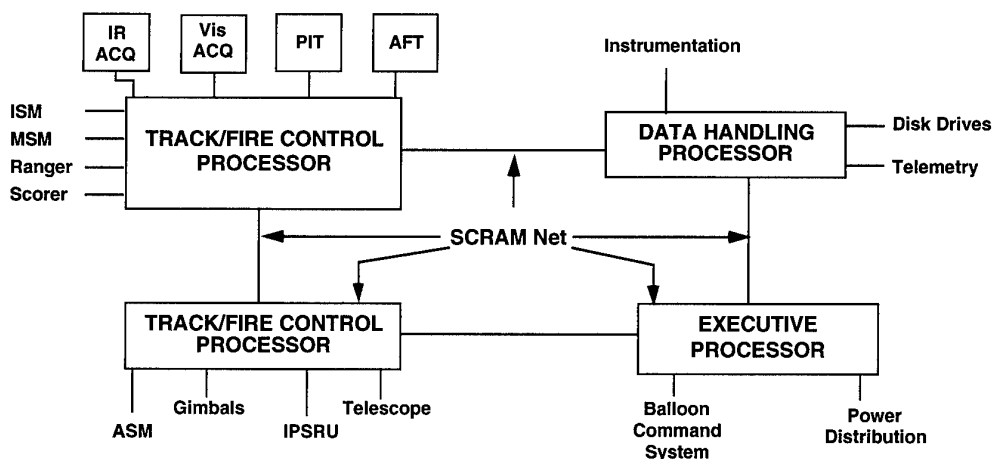 IR
ACQ
Vis
ACQ
PIT
AFT
Instrumentation
ISM
MSM
Ranger
Scorer
TRACK/FIRE CONTROL
PROCESSOR
DATA HANDLING
PROCESSOR
Disk Drives
Telemetry
SCRAM Net
TRACK/FIRE CONTROL
PROCESSOR
EXECUTIVE
PROCESSOR
ASM
Gimbals
IPSRU
Telescope
Balloon
Command
System
Power
Distribution